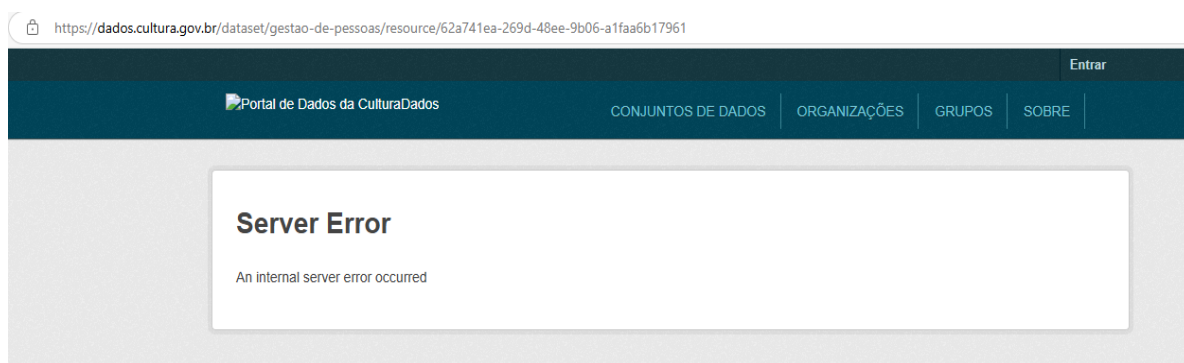 https://dados.cultura.gov.br/dataset/gestao-de-pessoas/resource/62a741ea-269d-48ee-9b06-a1faa6b17961
Entrar
Portal de Dados da CulturaDados
CONJUNTOS DE DADOS ORGANIZAÇÕES GRUPOS SOBRE
Server Error
An internal server error occurred